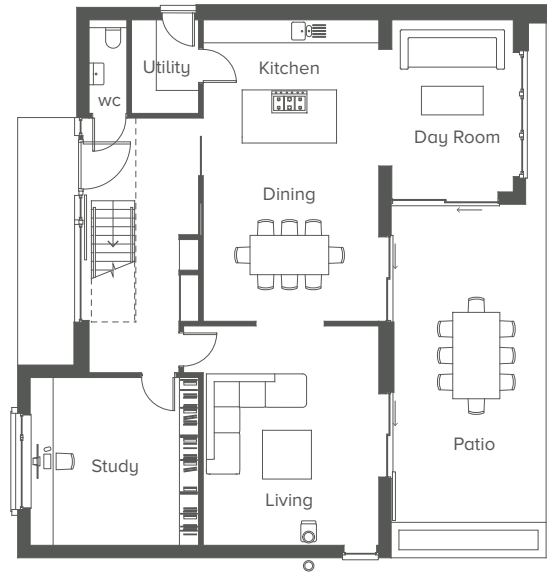 Utility
Kitchen
wc
Day Room
Dining
Patio
Study
Living